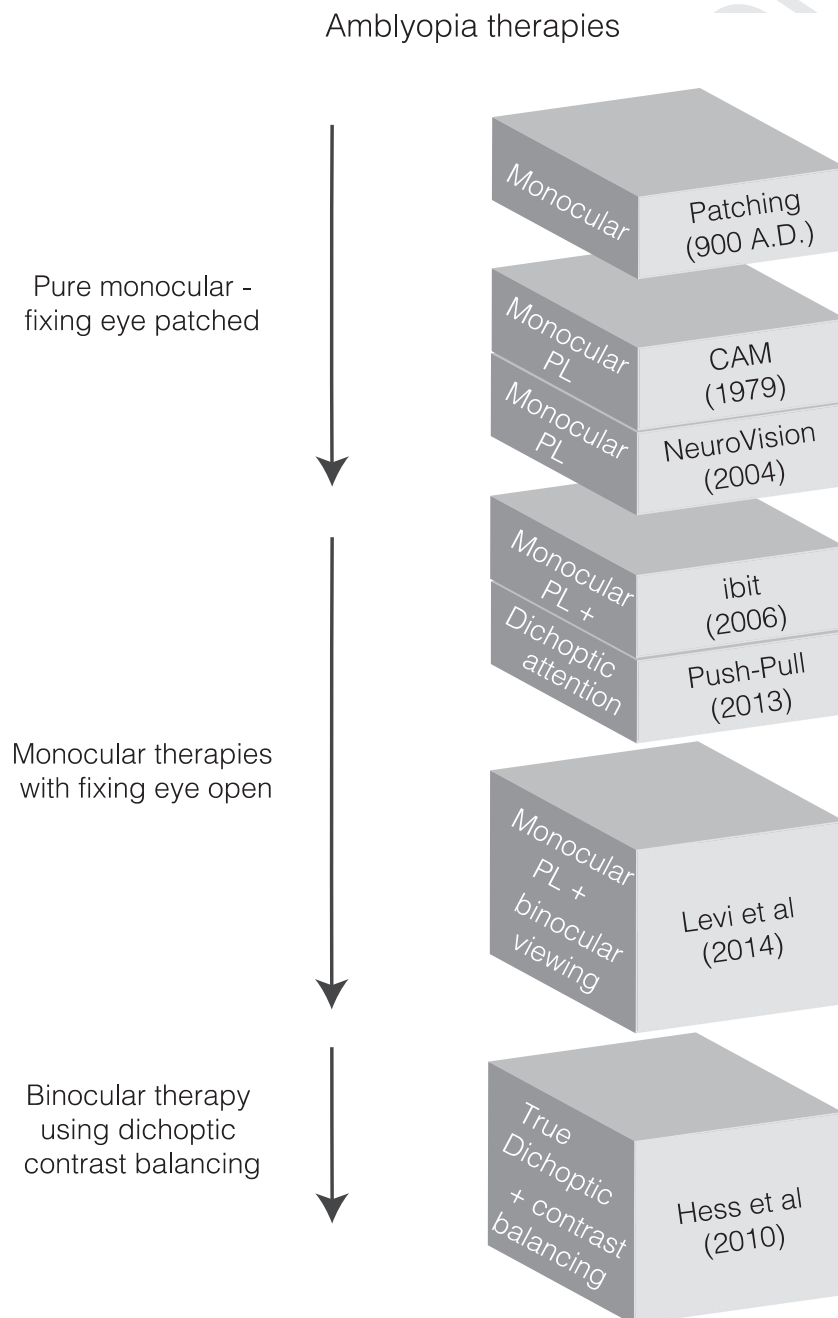 Amblyopia therapies
Pure monocular -
fixing eye patched
Monocular
Patching
(900 A.D.)
Monocular
PL
CAM
(1979)
Monocular
PL
NeuroVision
(2004)
Monocular therapies
with fixing eye open
Monocular
PL +
Dichoptic
attention
ibit
(2006)
Push-Pull
(2013)
Monocular
PL +
binocular
viewing
Levi et al
(2014)
Binocular therapy
using dichoptic
contrast balancing
True
Dichoptic
+ contrast
balancing
Hess et al
(2010)